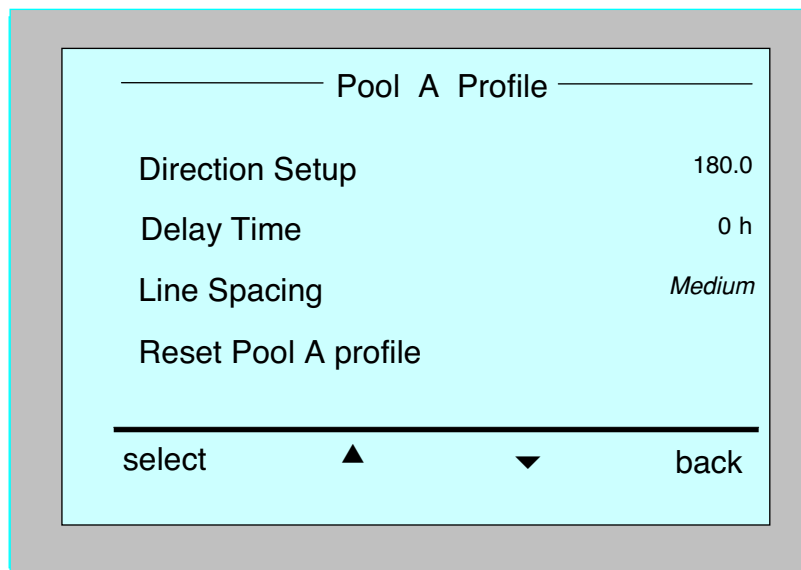 Pool A Profile
Direction Setup 180.0
Delay Time 0 h
Line Spacing Medium
Reset Pool A profile
select ▲ ▼ back